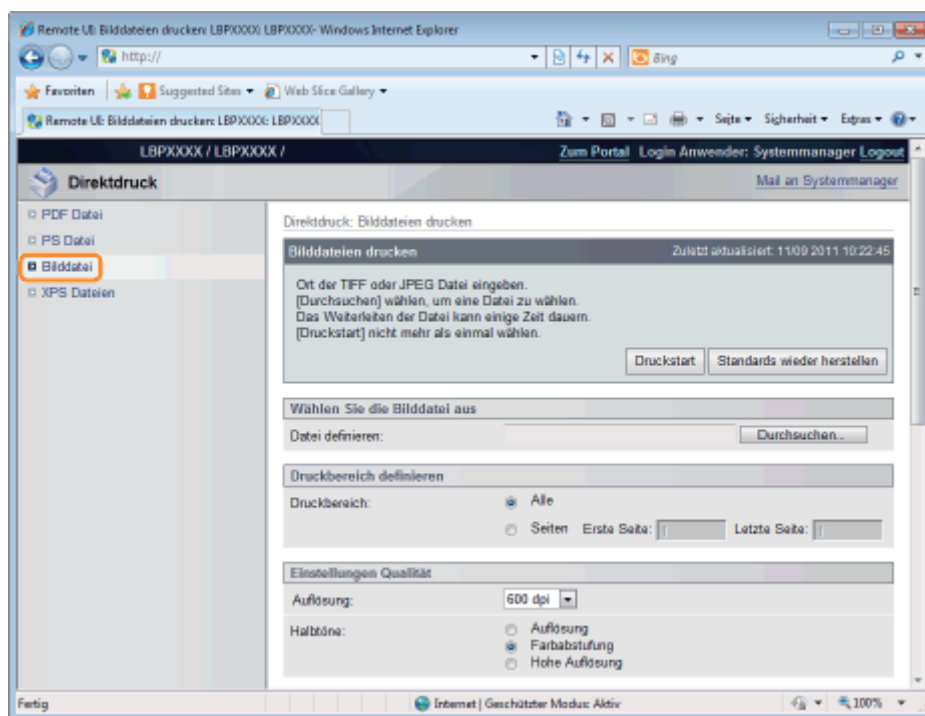 Remote UI: Bilddateien drucken: LBPXXXX: LBPXXXX- Windows Internet Explorer
http://
Bing
Favoriten Suggested Sites Web Slice Gallery
Remote UI: Bilddateien drucken: LBPXXXX: LBPXXXX
Seite Sicherheit Extras
LBPXXXX / LBPXXXX /
Zum Portal Login Anwender: Systemmanager Logout
Direktdruck
Mail an Systemmanager
PDF Datei
PS Datei
Bilddatei
XPS Dateien
Direktdruck: Bilddateien drucken
Bilddateien drucken
Zuletzt aktualisiert: 11/09 2011 10:22:45
Ort der TIFF oder JPEG Datei eingeben.
[Durchsuchen] wählen, um eine Datei zu wählen.
Das Weiterleiten der Datei kann einige Zeit dauern.
[Druckstart] nicht mehr als einmal wählen.
Druckstart Standards wieder herstellen
Wählen Sie die Bilddatei aus
Datei definieren: Durchsuchen...
Druckbereich definieren
Druckbereich: Alle
Seiten Erste Seite: 1 Letzte Seite: 1
Einstellungen Qualität
Auflösung: 600 dpi
Halbtöne: Auflösung
Farbabstufung
Hohe Auflösung
Fertig
Internet | Geschützter Modus: Aktiv
100%